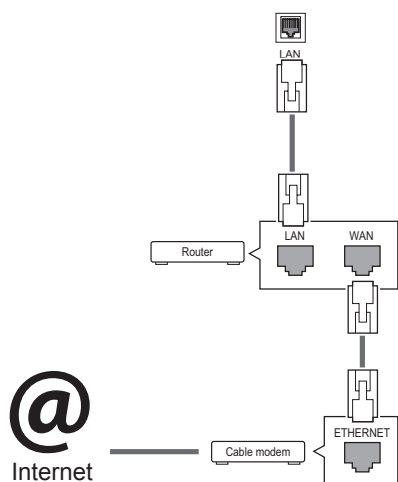 LAN
LAN
WAN
Router
ETHERNET
@
Cable modem
Internet